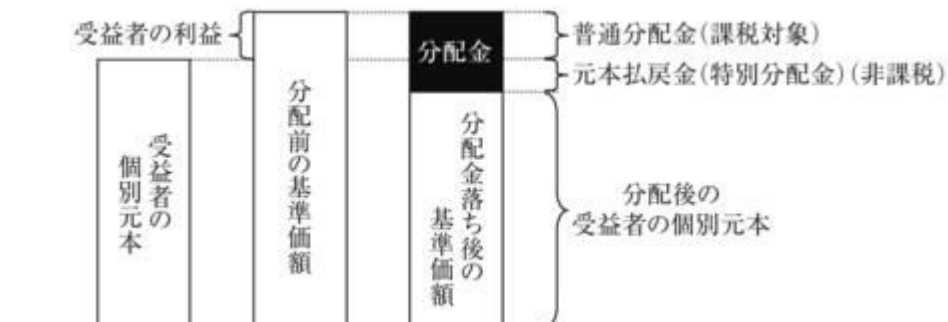 受益者の利益
分配金
普通分配金(課税対象)
元本払戻金(特別分配金)(非課税)
受益者の
個別元本
分配前の基準価額
分配金落ち後の
基準価額
分配後の
受益者の個別元本